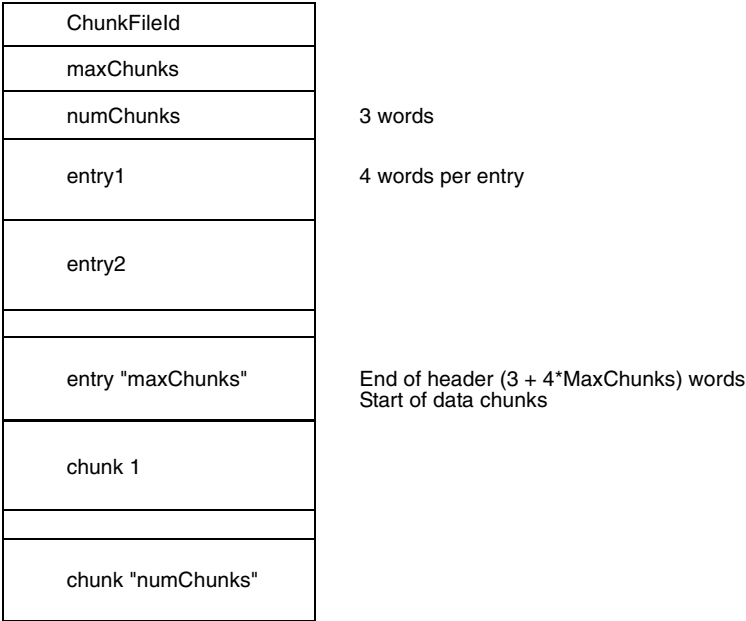 ChunkFileId
maxChunks
numChunks
3 words
entry1
4 words per entry
entry2
entry "maxChunks"
End of header (3 + 4*MaxChunks) words
Start of data chunks
chunk 1
chunk "numChunks"